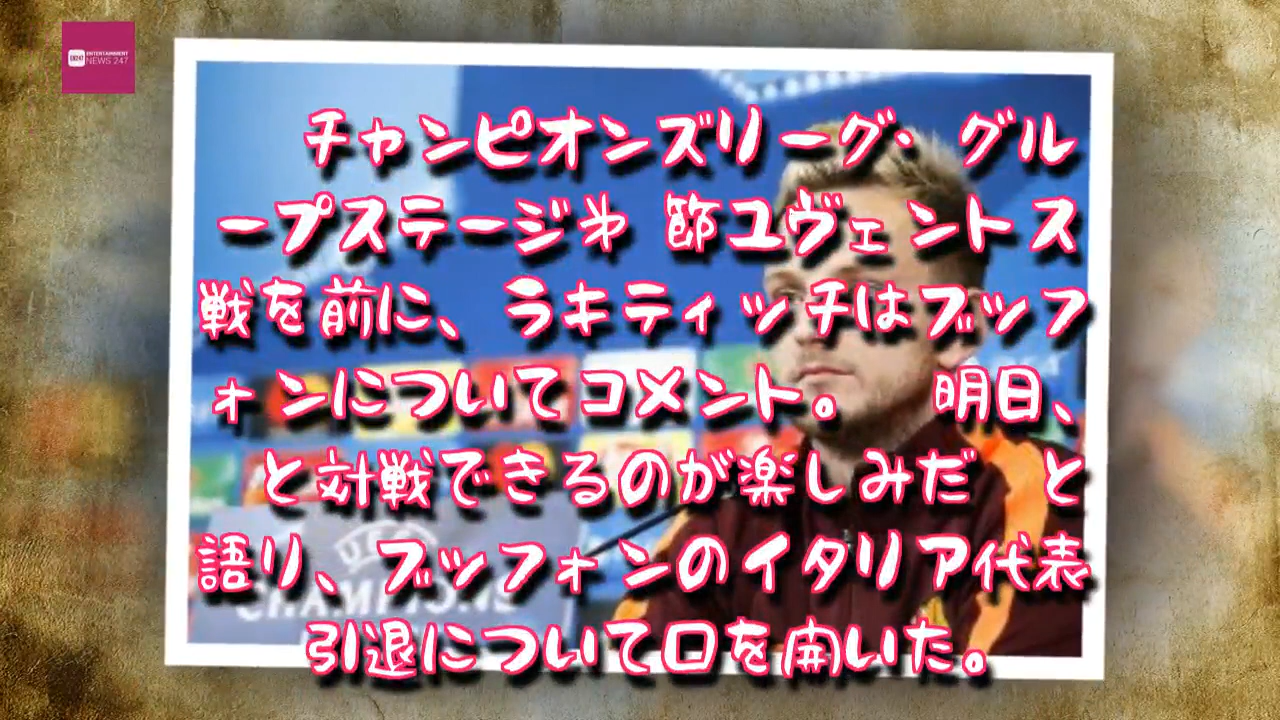 ENTERTAINMENT
NEWS 247
チャンピオンズリーグ・グル
ープステージ 節ユヴェントス
戦を前に、ラキティッチはブッフ
ォンについてコメント。 明日、
と対戦できるのが楽しみだ と
語り、ブッフォンのイタリア代表
引退について口を開いた。
UEFA
CHAMPIONS